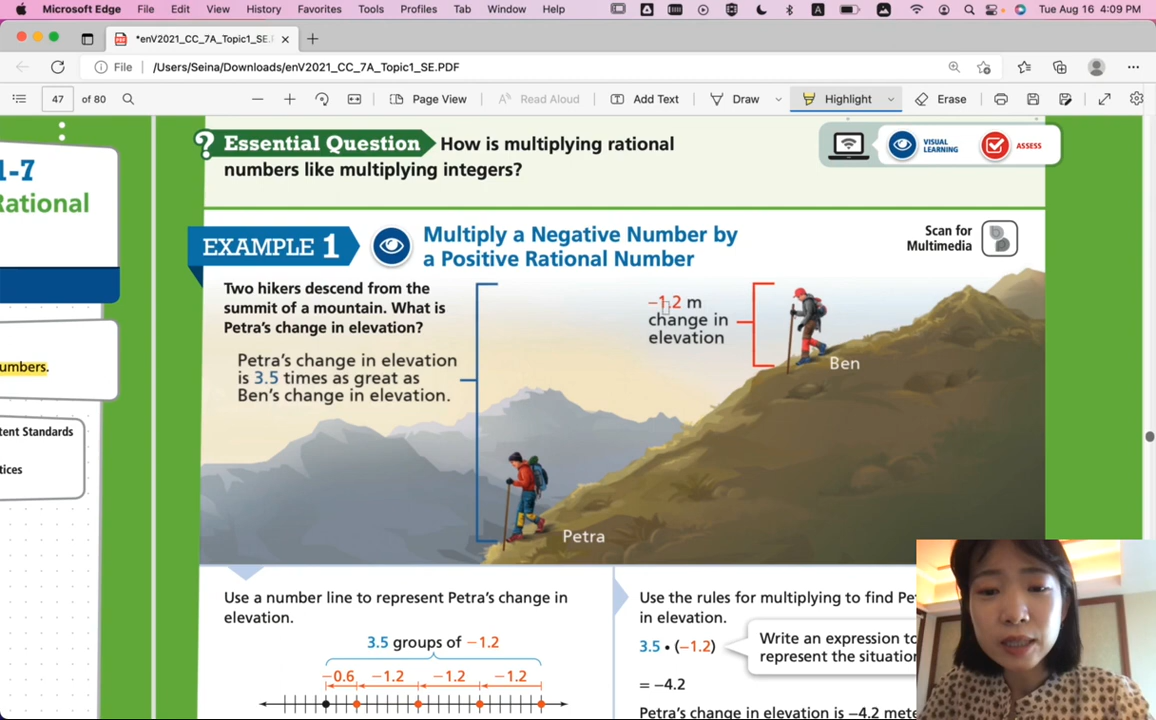 Microsoft Edge File Edit View History Favorites Tools Profiles Tab Window Help Tue Aug 16 4:09 PM
*enV2021_CC_7A_Topic1_SE.
File /Users/Seina/Downloads/enV2021_CC_7A_Topic1_SE.PDF
47 of 80 Page View Read Aloud Add Text Draw Highlight Erase
? Essential Question How is multiplying rational
numbers like multiplying integers?
VISUAL
LEARNING
ASSESS
1-7
Rational
umbers.
tent Standards
tices
EXAMPLE 1
Multiply a Negative Number by
a Positive Rational Number
Scan for
Multimedia
Two hikers descend from the
summit of a mountain. What is
Petra's change in elevation?
Petra's change in elevation
is 3.5 times as great as
Ben's change in elevation.
−1.2 m
change in
elevation
Ben
Petra
Use a number line to represent Petra's change in
elevation.
3.5 groups of −1.2
−0.6 −1.2 −1.2 −1.2
Use the rules for multiplying to find Pe
in elevation.
3.5 • (−1.2)
Write an expression to
represent the situation
= −4.2
Petra's change in elevation is −4.2 mete